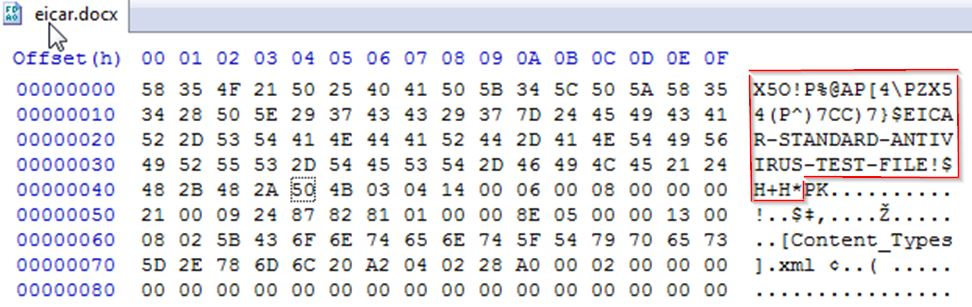 eicar.docx
Offset(h) 00 01 02 03 04 05 06 07 08 09 0A 0B 0C 0D 0E 0F
00000000 58 35 4F 21 50 25 40 41 50 5B 34 5C 50 5A 58 35 X5O!P%@AP[4\PZX5
00000010 34 28 50 5E 29 37 43 43 29 37 7D 24 45 49 43 41 4(P^)7CC)7}$EICA
00000020 52 2D 53 54 41 4E 44 41 52 44 2D 41 4E 54 49 56 R-STANDARD-ANTIV
00000030 49 52 55 53 2D 54 45 53 54 2D 46 49 4C 45 21 24 IRUS-TEST-FILE!$
00000040 48 2B 48 2A 50 4B 03 04 14 00 06 00 08 00 00 00 H+H*PK..........
00000050 21 00 09 24 87 82 81 01 00 00 8E 05 00 00 13 00 !..$‡‚....Ž.....
00000060 08 02 5B 43 6F 6E 74 65 6E 74 5F 54 79 70 65 73 ..[Content_Types
00000070 5D 2E 78 6D 6C 20 A2 04 02 28 A0 00 02 00 00 00 ].xml ¢..( .....
00000080 00 00 00 00 00 00 00 00 00 00 00 00 00 00 00 00 ................